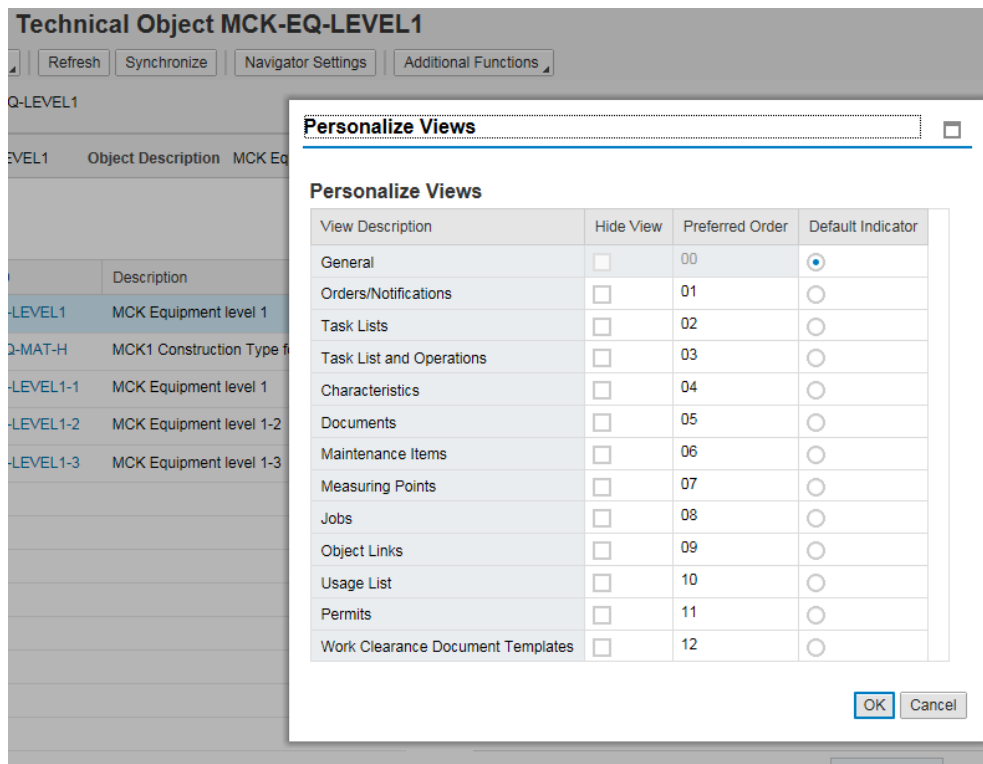 Technical Object MCK-EQ-LEVEL1
Refresh Synchronize Navigator Settings Additional Functions
Q-LEVEL1
EVEL1 Object Description MCK Eq
Description
-LEVEL1 MCK Equipment level 1
Q-MAT-H MCK1 Construction Type f
-LEVEL1-1 MCK Equipment level 1
-LEVEL1-2 MCK Equipment level 1-2
-LEVEL1-3 MCK Equipment level 1-3
Personalize Views
Personalize Views
View Description Hide View Preferred Order Default Indicator
General 00
Orders/Notifications 01
Task Lists 02
Task List and Operations 03
Characteristics 04
Documents 05
Maintenance Items 06
Measuring Points 07
Jobs 08
Object Links 09
Usage List 10
Permits 11
Work Clearance Document Templates 12
OK Cancel